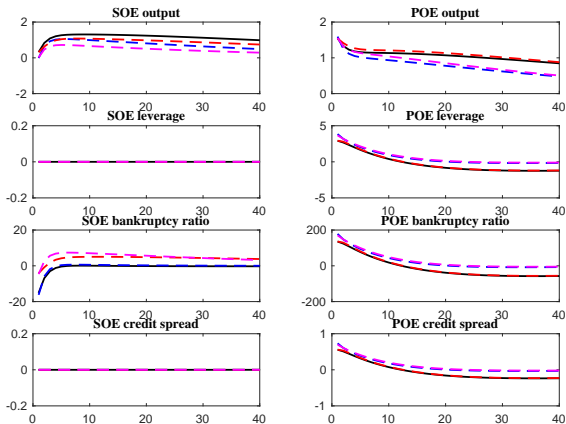 SOE output
2
0
-2
0 10 20 30 40
POE output
2
1
0
0 10 20 30 40
SOE leverage
0.2
0
-0.2
0 10 20 30 40
POE leverage
5
0
-5
0 10 20 30 40
SOE bankruptcy ratio
20
0
-20
0 10 20 30 40
POE bankruptcy ratio
200
0
-200
0 10 20 30 40
SOE credit spread
0.2
0
-0.2
0 10 20 30 40
POE credit spread
1
0
-1
0 10 20 30 40